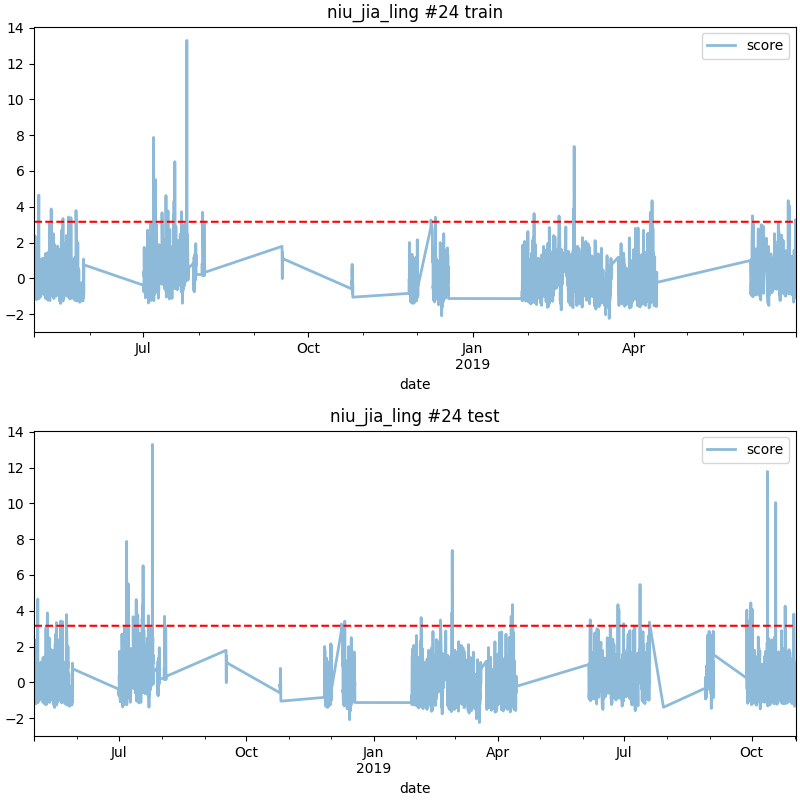 niu_jia_ling #24 train
score
14
12
10
8
6
4
2
0
−2
Jul
Oct
Jan
2019
Apr
date
niu_jia_ling #24 test
score
14
12
10
8
6
4
2
0
−2
Jul
Oct
Jan
2019
Apr
Jul
Oct
date